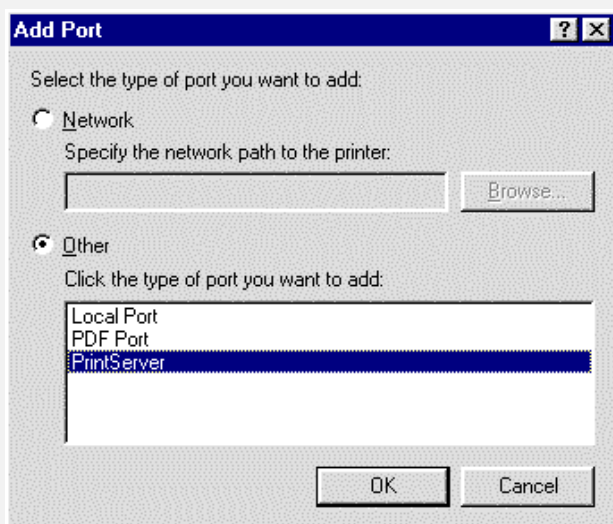 Add Port
Select the type of port you want to add:
Network
Specify the network path to the printer:
Browse...
Other
Click the type of port you want to add:
Local Port
PDF Port
PrintServer
OK Cancel